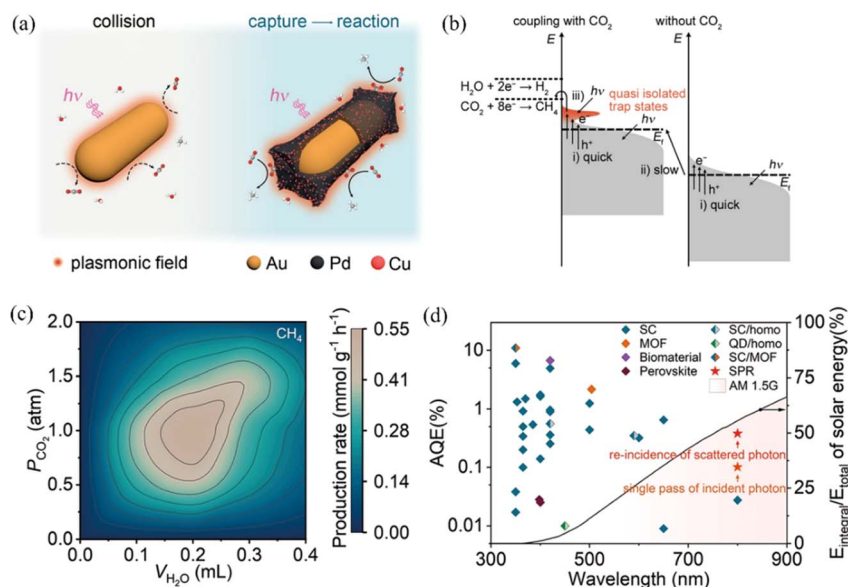 (a)
collision
capture → reaction
hν
hν
plasmonic field
Au
Pd
Cu
(b)
coupling with CO2
without CO2
E
E
H2O + 2e⁻ → H2
CO2 + 8e⁻ → CH4
iii)
hν
quasi isolated
trap states
e⁻
hν
h⁺
Ef
i) quick
ii) slow
e⁻
hν
h⁺
Ef
i) quick
(c)
CH4
2.0
1.5
1.0
0.5
0.0
PCO2 (atm)
0.0
0.1
0.2
0.3
0.4
VH2O (mL)
0.55
0.41
0.28
0.14
0.00
Production rate (mmol g⁻¹ h⁻¹)
(d)
SC
MOF
Biomaterial
Perovskite
SC/homo
QD/homo
SC/MOF
SPR
AM 1.5G
10
1
0.1
0.01
AQE(%)
re-incidence of scattered photon
single pass of incident photon
300
500
700
900
Wavelength (nm)
100
75
50
25
0
Eintegral/Etotal of solar energy(%)